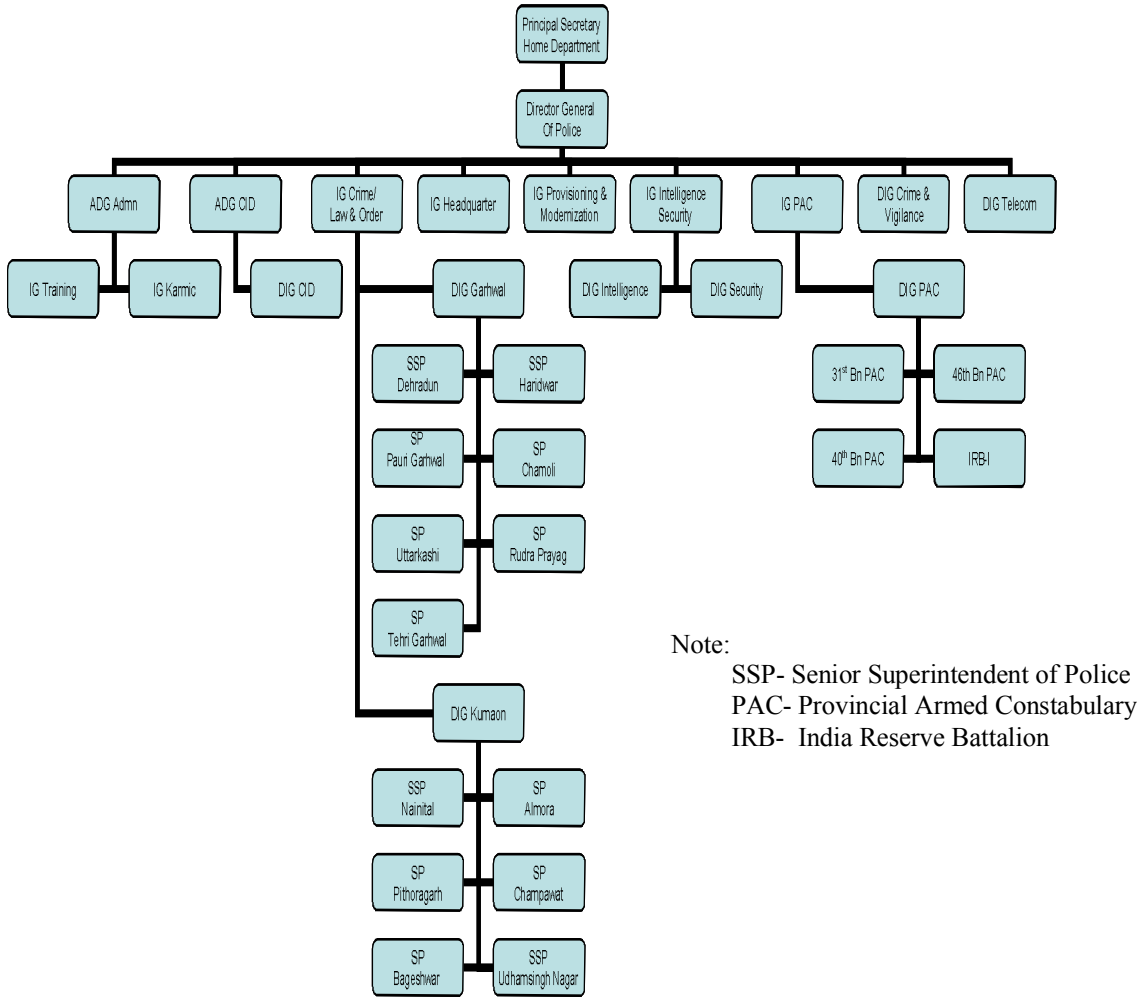 Principal Secretary
Home Department
Director General
Of Police
ADG Admn
ADG CID
IG Crime/
Law & Order
IG Headquarter
IG Provisioning &
Modernization
IG Intelligence
Security
IG PAC
DIG Crime &
Vigilance
DIG Telecom
IG Training
IG Karmic
DIG CID
DIG Garhwal
DIG Intelligence
DIG Security
DIG PAC
SSP
Dehradun
SSP
Haridwar
31st Bn PAC
46th Bn PAC
SP
Pauri Garhwal
SP
Chamoli
40th Bn PAC
IRB-I
SP
Uttarkashi
SP
Rudra Prayag
SP
Tehri Garhwal
Note:
SSP- Senior Superintendent of Police
PAC- Provincial Armed Constabulary
IRB- India Reserve Battalion
DIG Kumaon
SSP
Nainital
SP
Almora
SP
Pithoragarh
SP
Champawat
SP
Bageshwar
SSP
Udhamsingh Nagar